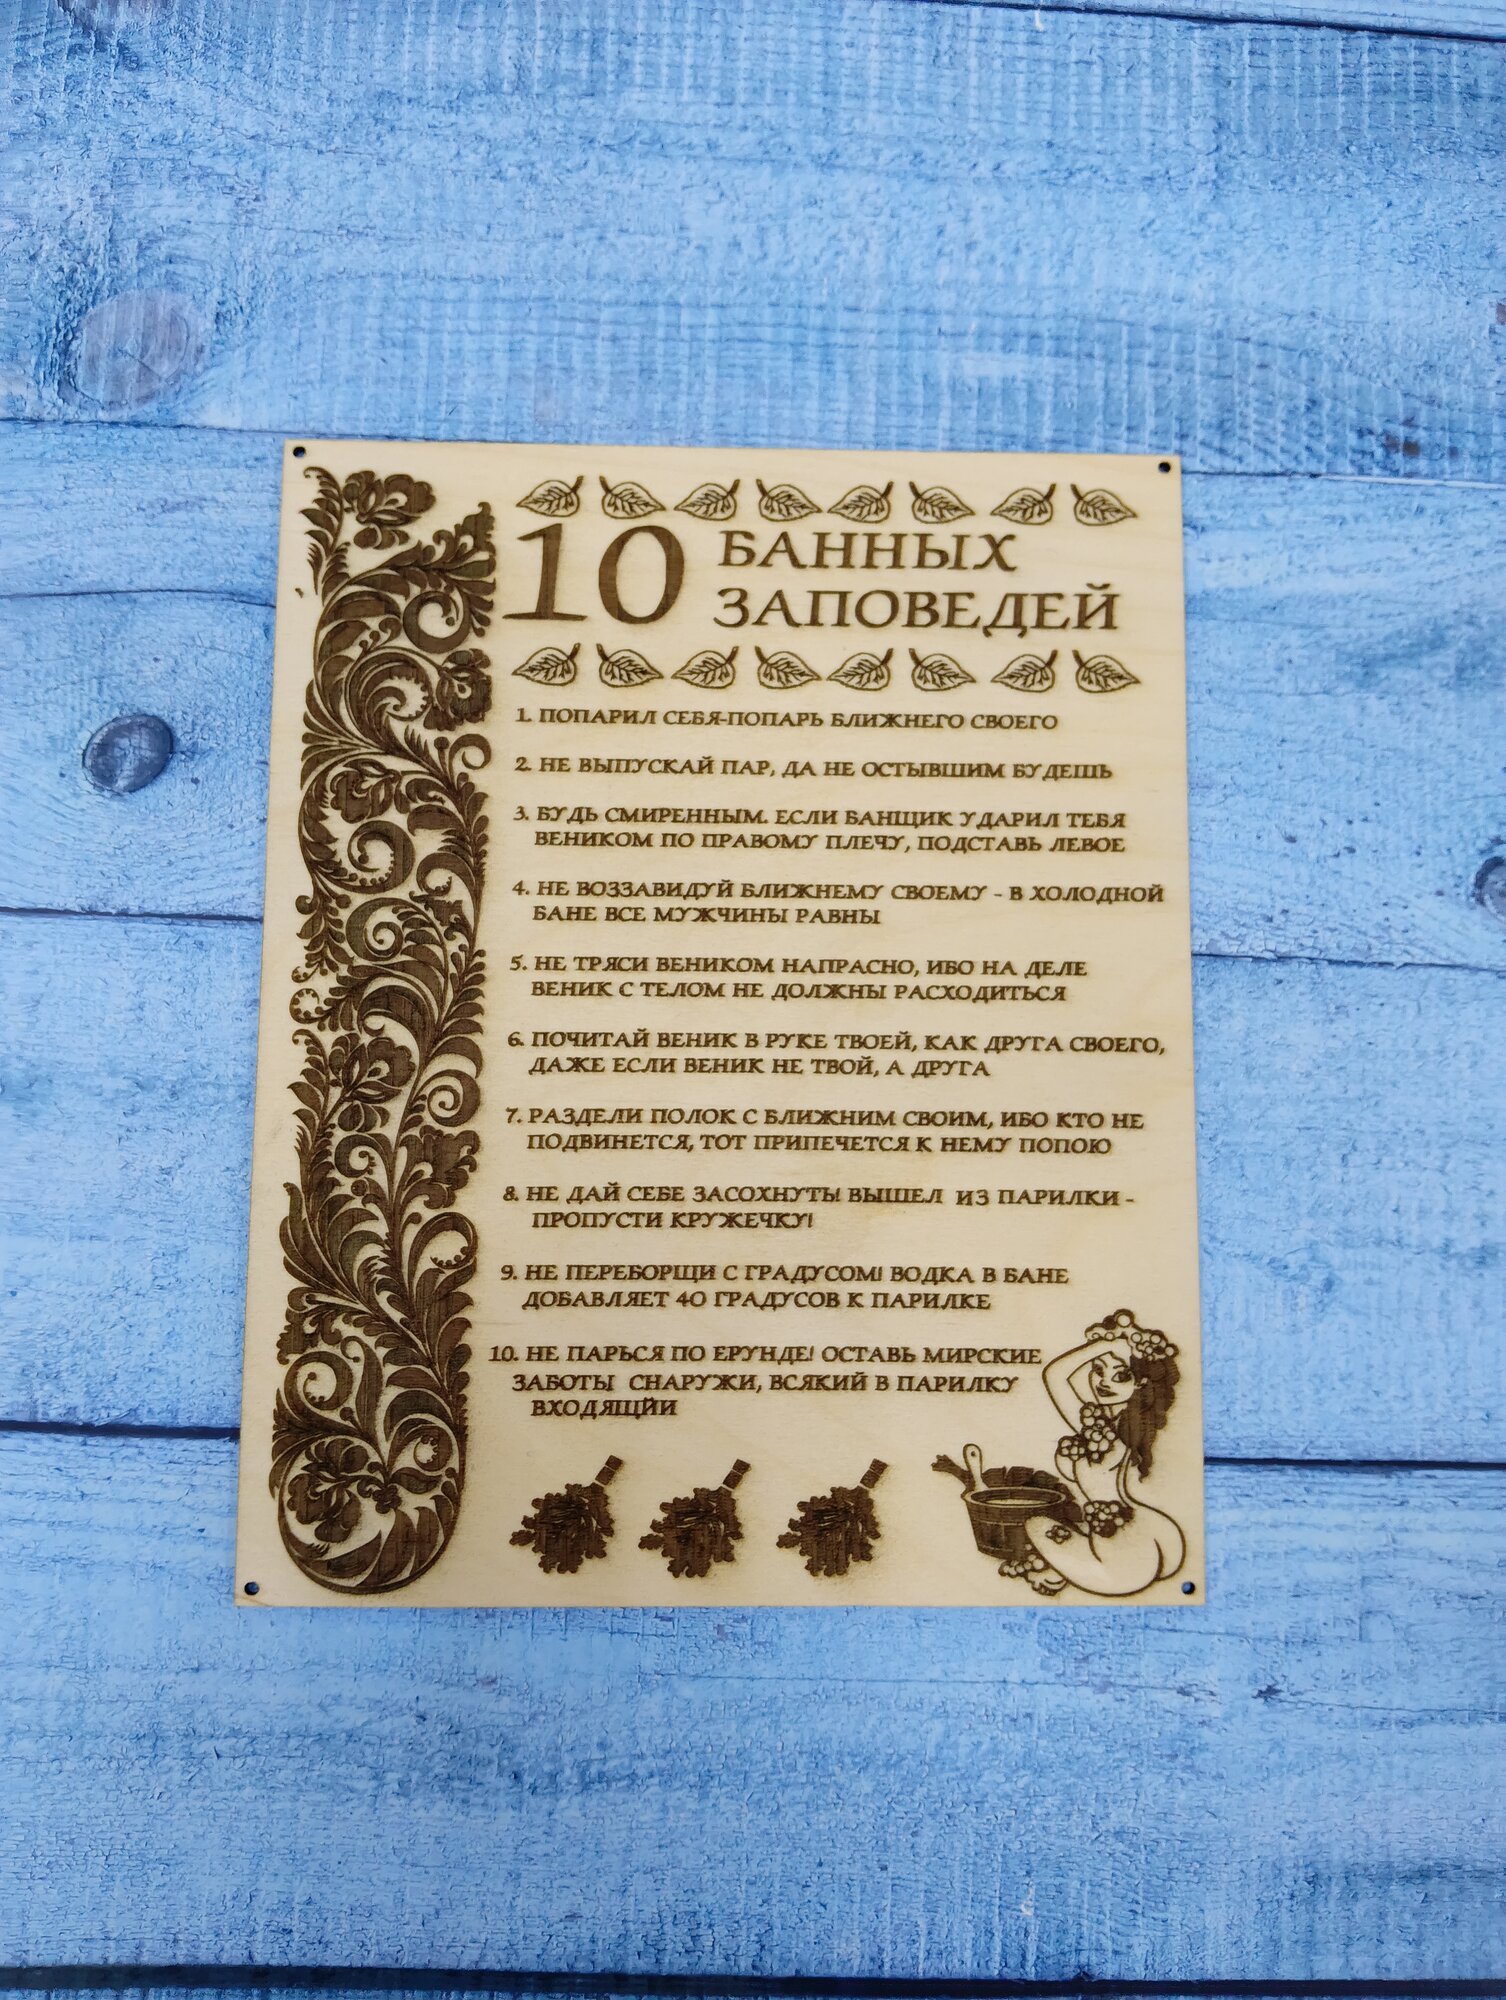 10 БАННЫХ
ЗАПОВЕДЕЙ
1. ПОПАРИЛ СЕБЯ-ПОПАРЬ БЛИЖНЕГО СВОЕГО
2. НЕ ВЫПУСКАЙ ПАР, ДА НЕ ОСТЫВШИМ БУДЕШЬ
3. БУДЬ СМИРЕННЫМ. ЕСЛИ БАНЩИК УДАРИЛ ТЕБЯ
ВЕНИКОМ ПО ПРАВОМУ ПЛЕЧУ, ПОДСТАВЬ ЛЕВОЕ
4. НЕ ВОЗЗАВИДУЙ БЛИЖНЕМУ СВОЕМУ - В ХОЛОДНОЙ
БАНЕ ВСЕ МУЖЧИНЫ РАВНЫ
5. НЕ ТРЯСИ ВЕНИКОМ НАПРАСНО, ИБО НА ДЕЛЕ
ВЕНИК С ТЕЛОМ НЕ ДОЛЖНЫ РАСХОДИТЬСЯ
6. ПОЧИТАЙ ВЕНИК В РУКЕ ТВОЕЙ, КАК ДРУГА СВОЕГО,
ДАЖЕ ЕСЛИ ВЕНИК НЕ ТВОЙ, А ДРУГА
7. РАЗДЕЛИ ПОЛОК С БЛИЖНИМ СВОИМ, ИБО КТО НЕ
ПОДВИНЕТСЯ, ТОТ ПРИПЕЧЕТСЯ К НЕМУ ПОПОЮ
8. НЕ ДАЙ СЕБЕ ЗАСОХНУТЬ! ВЫШЕЛ ИЗ ПАРИЛКИ -
ПРОПУСТИ КРУЖЕЧКУ!
9. НЕ ПЕРЕБОРЩИ С ГРАДУСОМ! ВОДКА В БАНЕ
ДОБАВЛЯЕТ 40 ГРАДУСОВ К ПАРИЛКЕ
10. НЕ ПАРЬСЯ ПО ЕРУНДЕ! ОСТАВЬ МИРСКИЕ
ЗАБОТЫ СНАРУЖИ, ВСЯКИЙ В ПАРИЛКУ
ВХОДЯЩЙИ